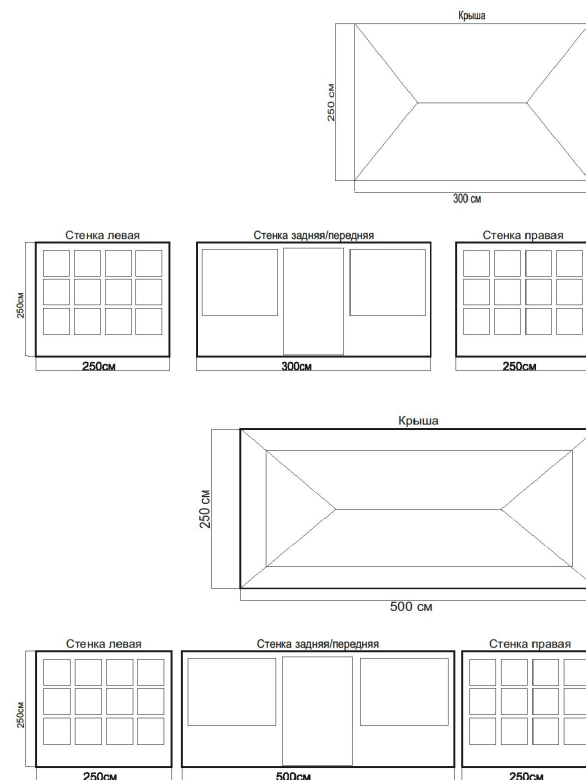 Крыша
250 см
300 см
Стенка левая
Стенка задняя/передняя
Стенка правая
250см
250см
300см
250см
Крыша
250 см
500 см
Стенка левая
Стенка задняя/передняя
Стенка правая
250см
250см
500см
250см